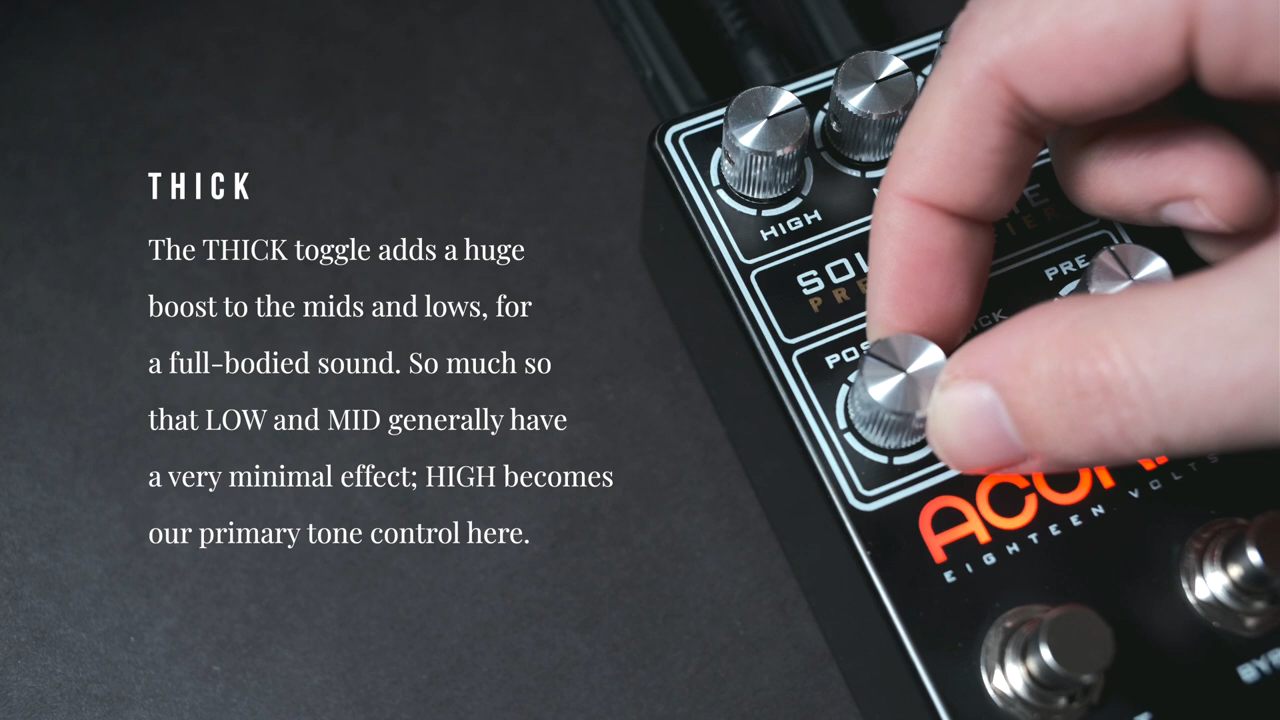 THICK
The THICK toggle adds a huge
boost to the mids and lows, for
a full-bodied sound. So much so
that LOW and MID generally have
a very minimal effect; HIGH becomes
our primary tone control here.
HIGH
PRE
EIGHTEEN VOLTS